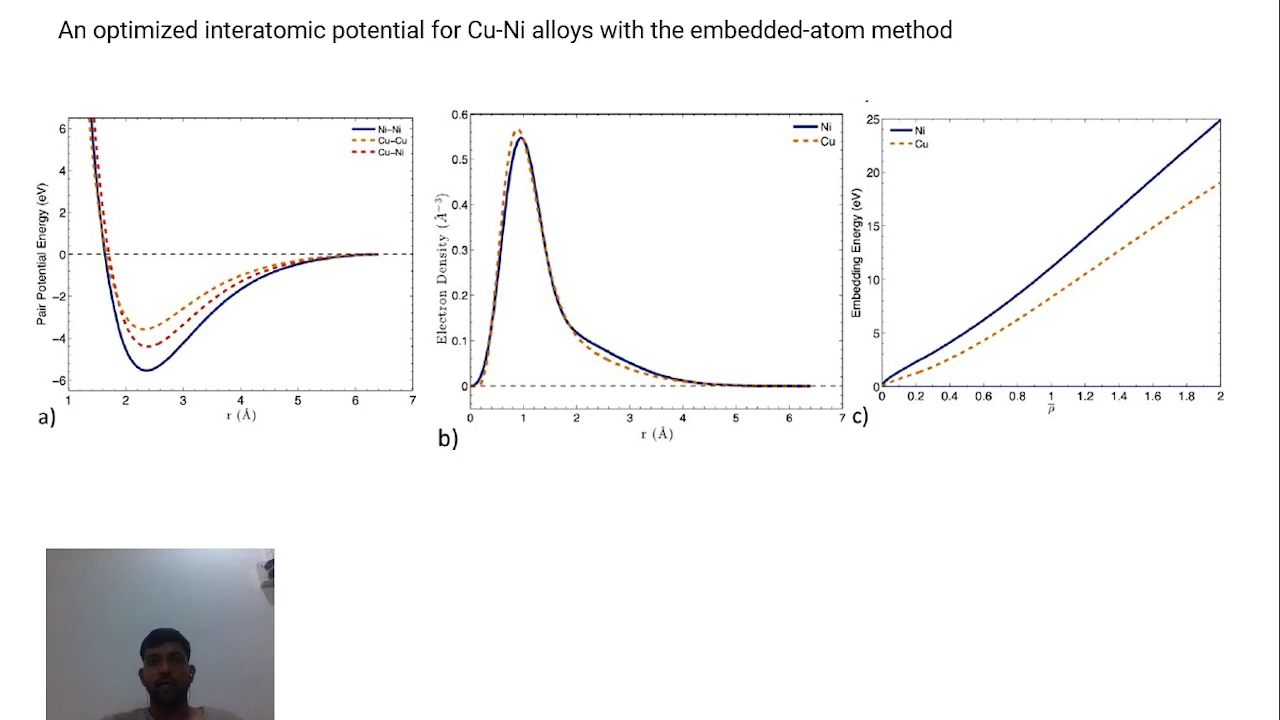 An optimized interatomic potential for Cu-Ni alloys with the embedded-atom method
Pair Potential Energy (eV)
6
4
2
0
−2
−4
−6
Ni−Ni
Cu−Cu
Cu−Ni
1 2 3 4 5 6 7
r (Å)
a)
Electron Density (Å⁻³)
0.6
0.5
0.4
0.3
0.2
0.1
0
Ni
Cu
0 1 2 3 4 5 6 7
r (Å)
b)
Embedding Energy (eV)
25
20
15
10
5
0
Ni
Cu
0 0.2 0.4 0.6 0.8 1 1.2 1.4 1.6 1.8 2
ρ̅
c)